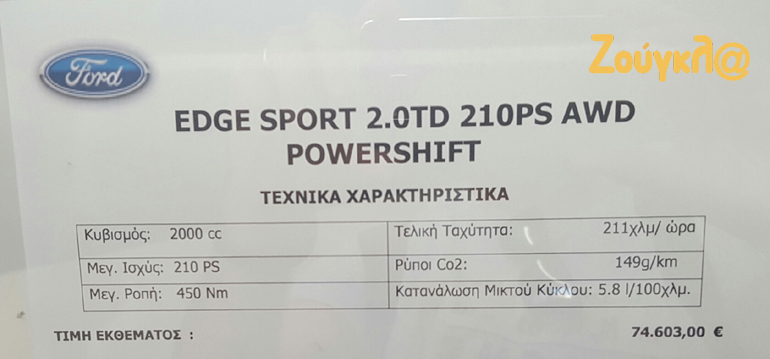 Ford
Ζούγκλ@
EDGE SPORT 2.0TD 210PS AWD
POWERSHIFT
ΤΕΧΝΙΚΑ ΧΑΡΑΚΤΗΡΙΣΤΙΚΑ
Κυβισμός: 2000 cc Τελική Ταχύτητα: 211χλμ/ ώρα
Μεγ. Ισχύς: 210 PS Ρύποι Co2: 149g/km
Μεγ. Ροπή: 450 Nm Κατανάλωση Μικτού Κύκλου: 5.8 l/100χλμ.
ΤΙΜΗ ΕΚΘΕΜΑΤΟΣ : 74.603,00 €